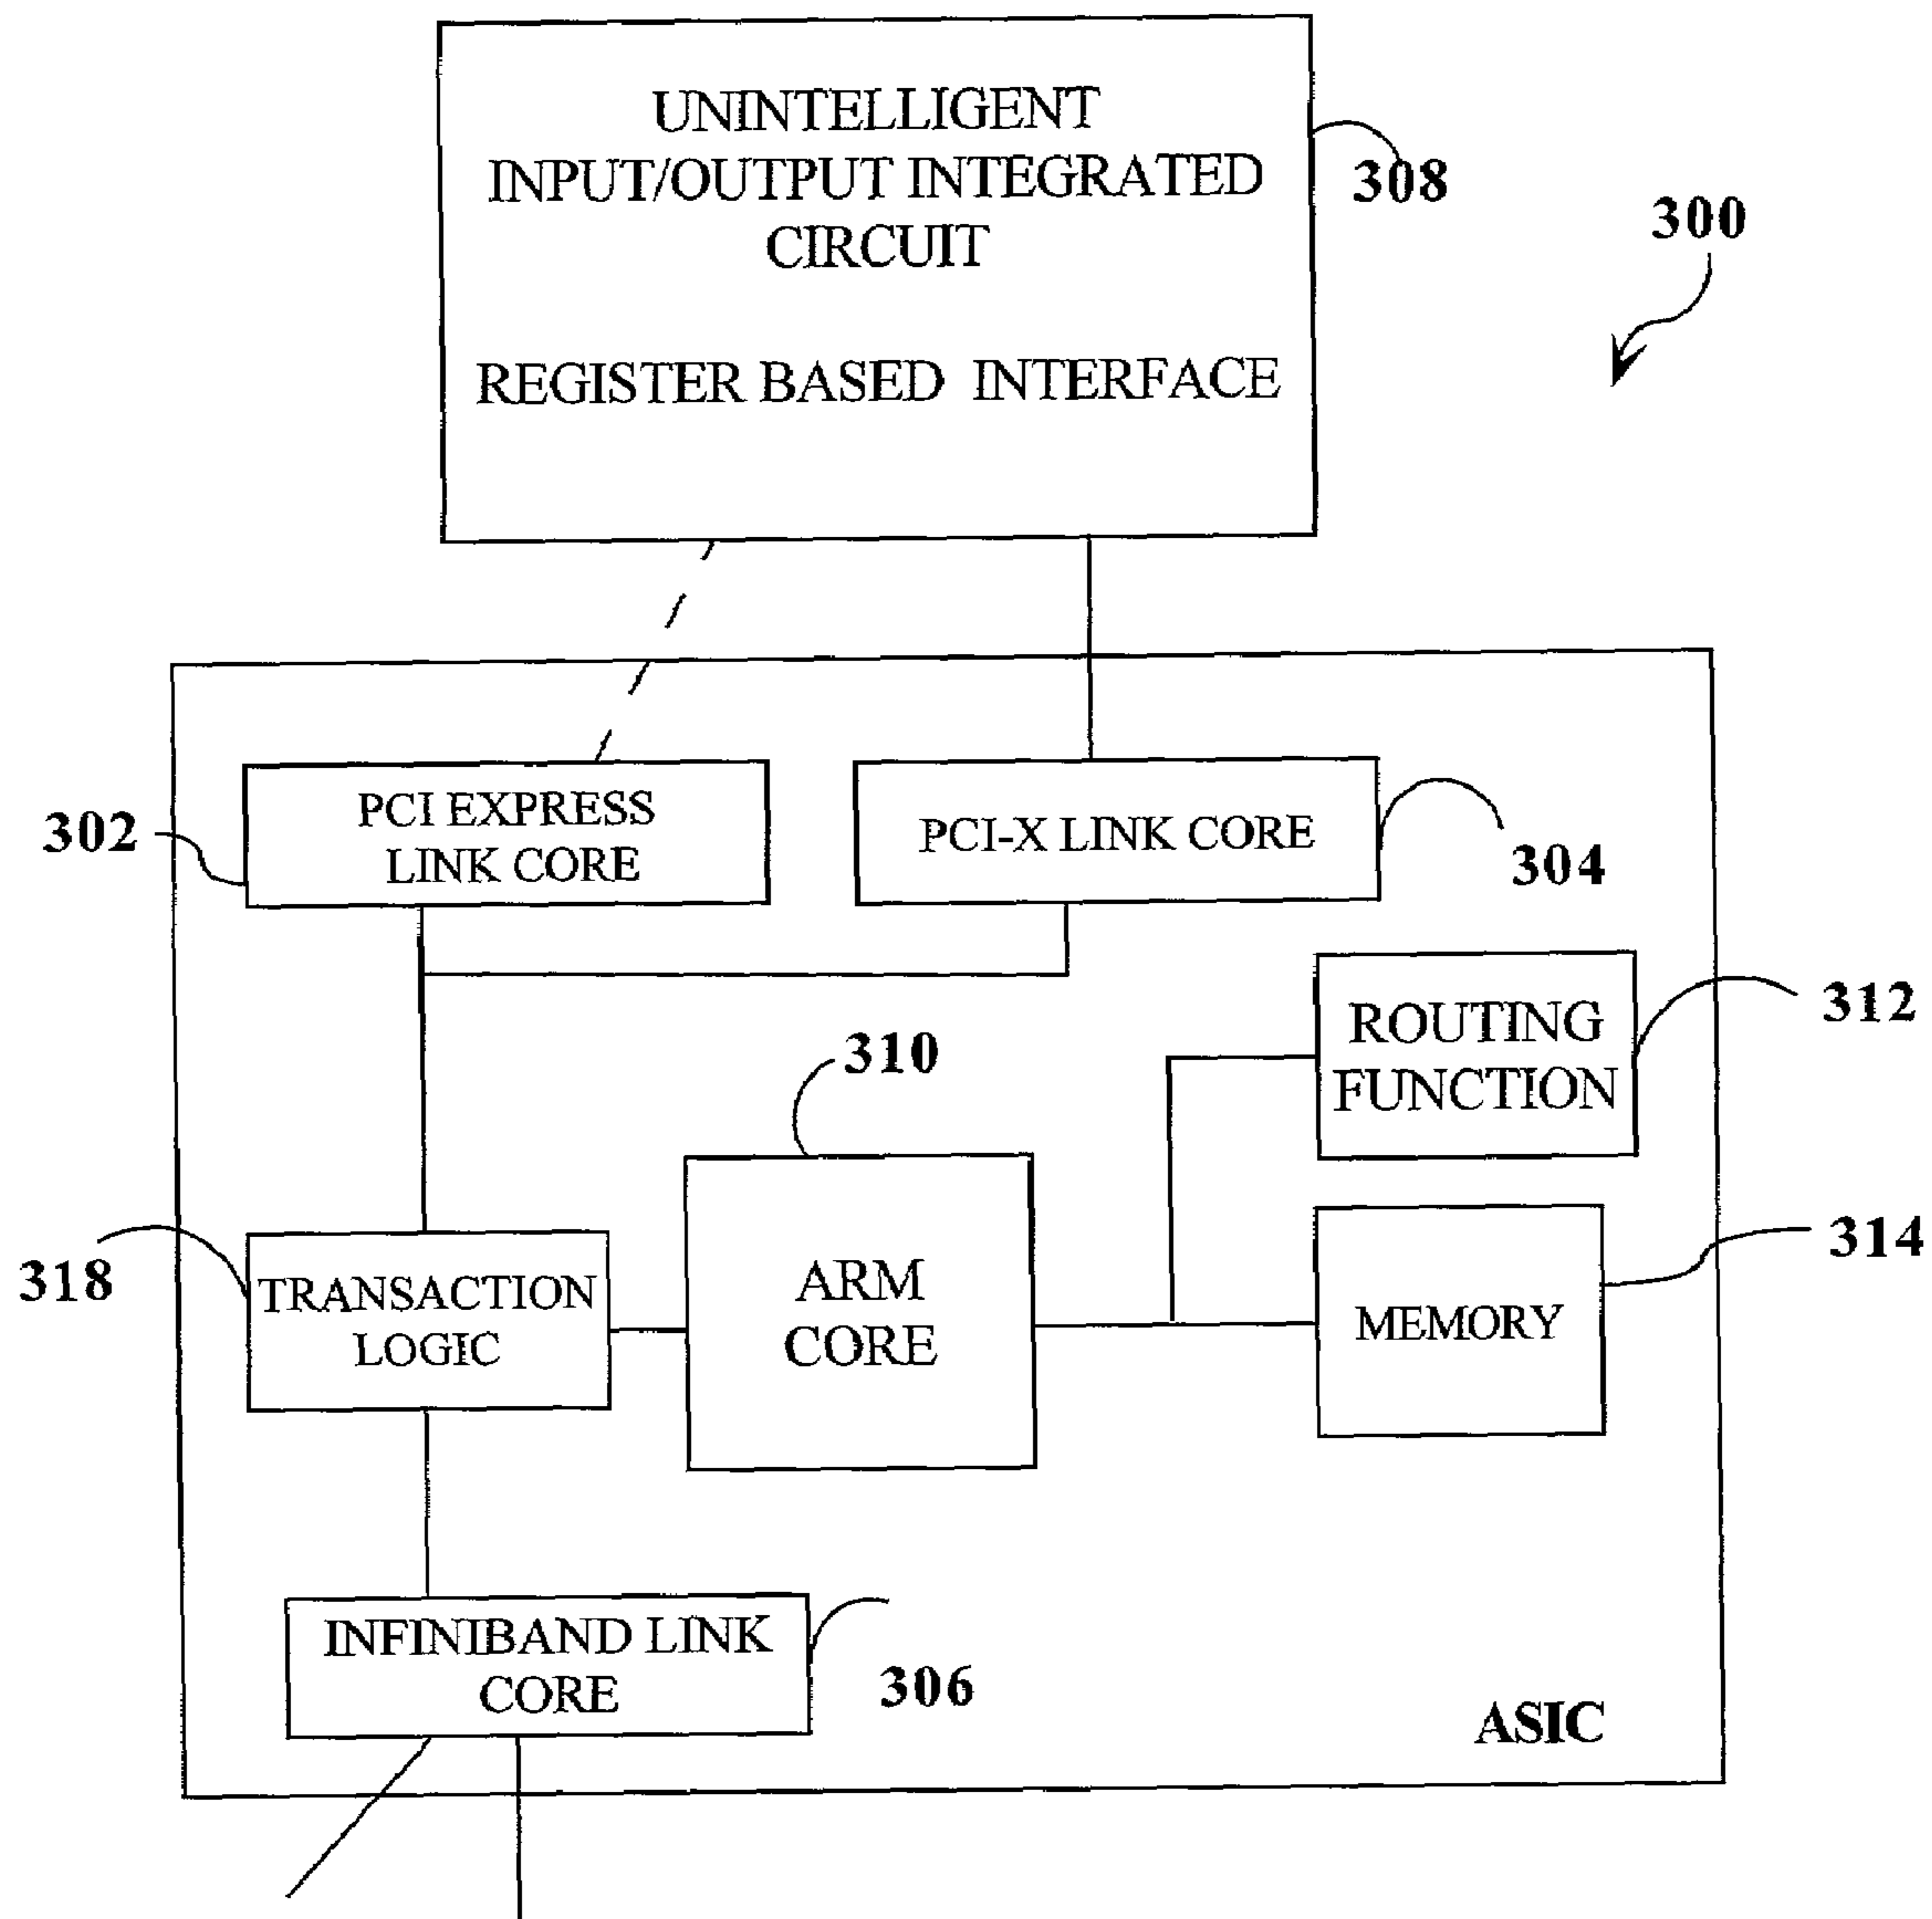 UNINTELLIGENT
INPUT/OUTPUT INTEGRATED
CIRCUIT
REGISTER BASED INTERFACE
308
300
PCI EXPRESS
LINK CORE
302
PCI-X LINK CORE
304
ROUTING
FUNCTION
312
310
ARM
CORE
MEMORY
314
318
TRANSACTION
LOGIC
INFINIBAND LINK
CORE
306
ASIC